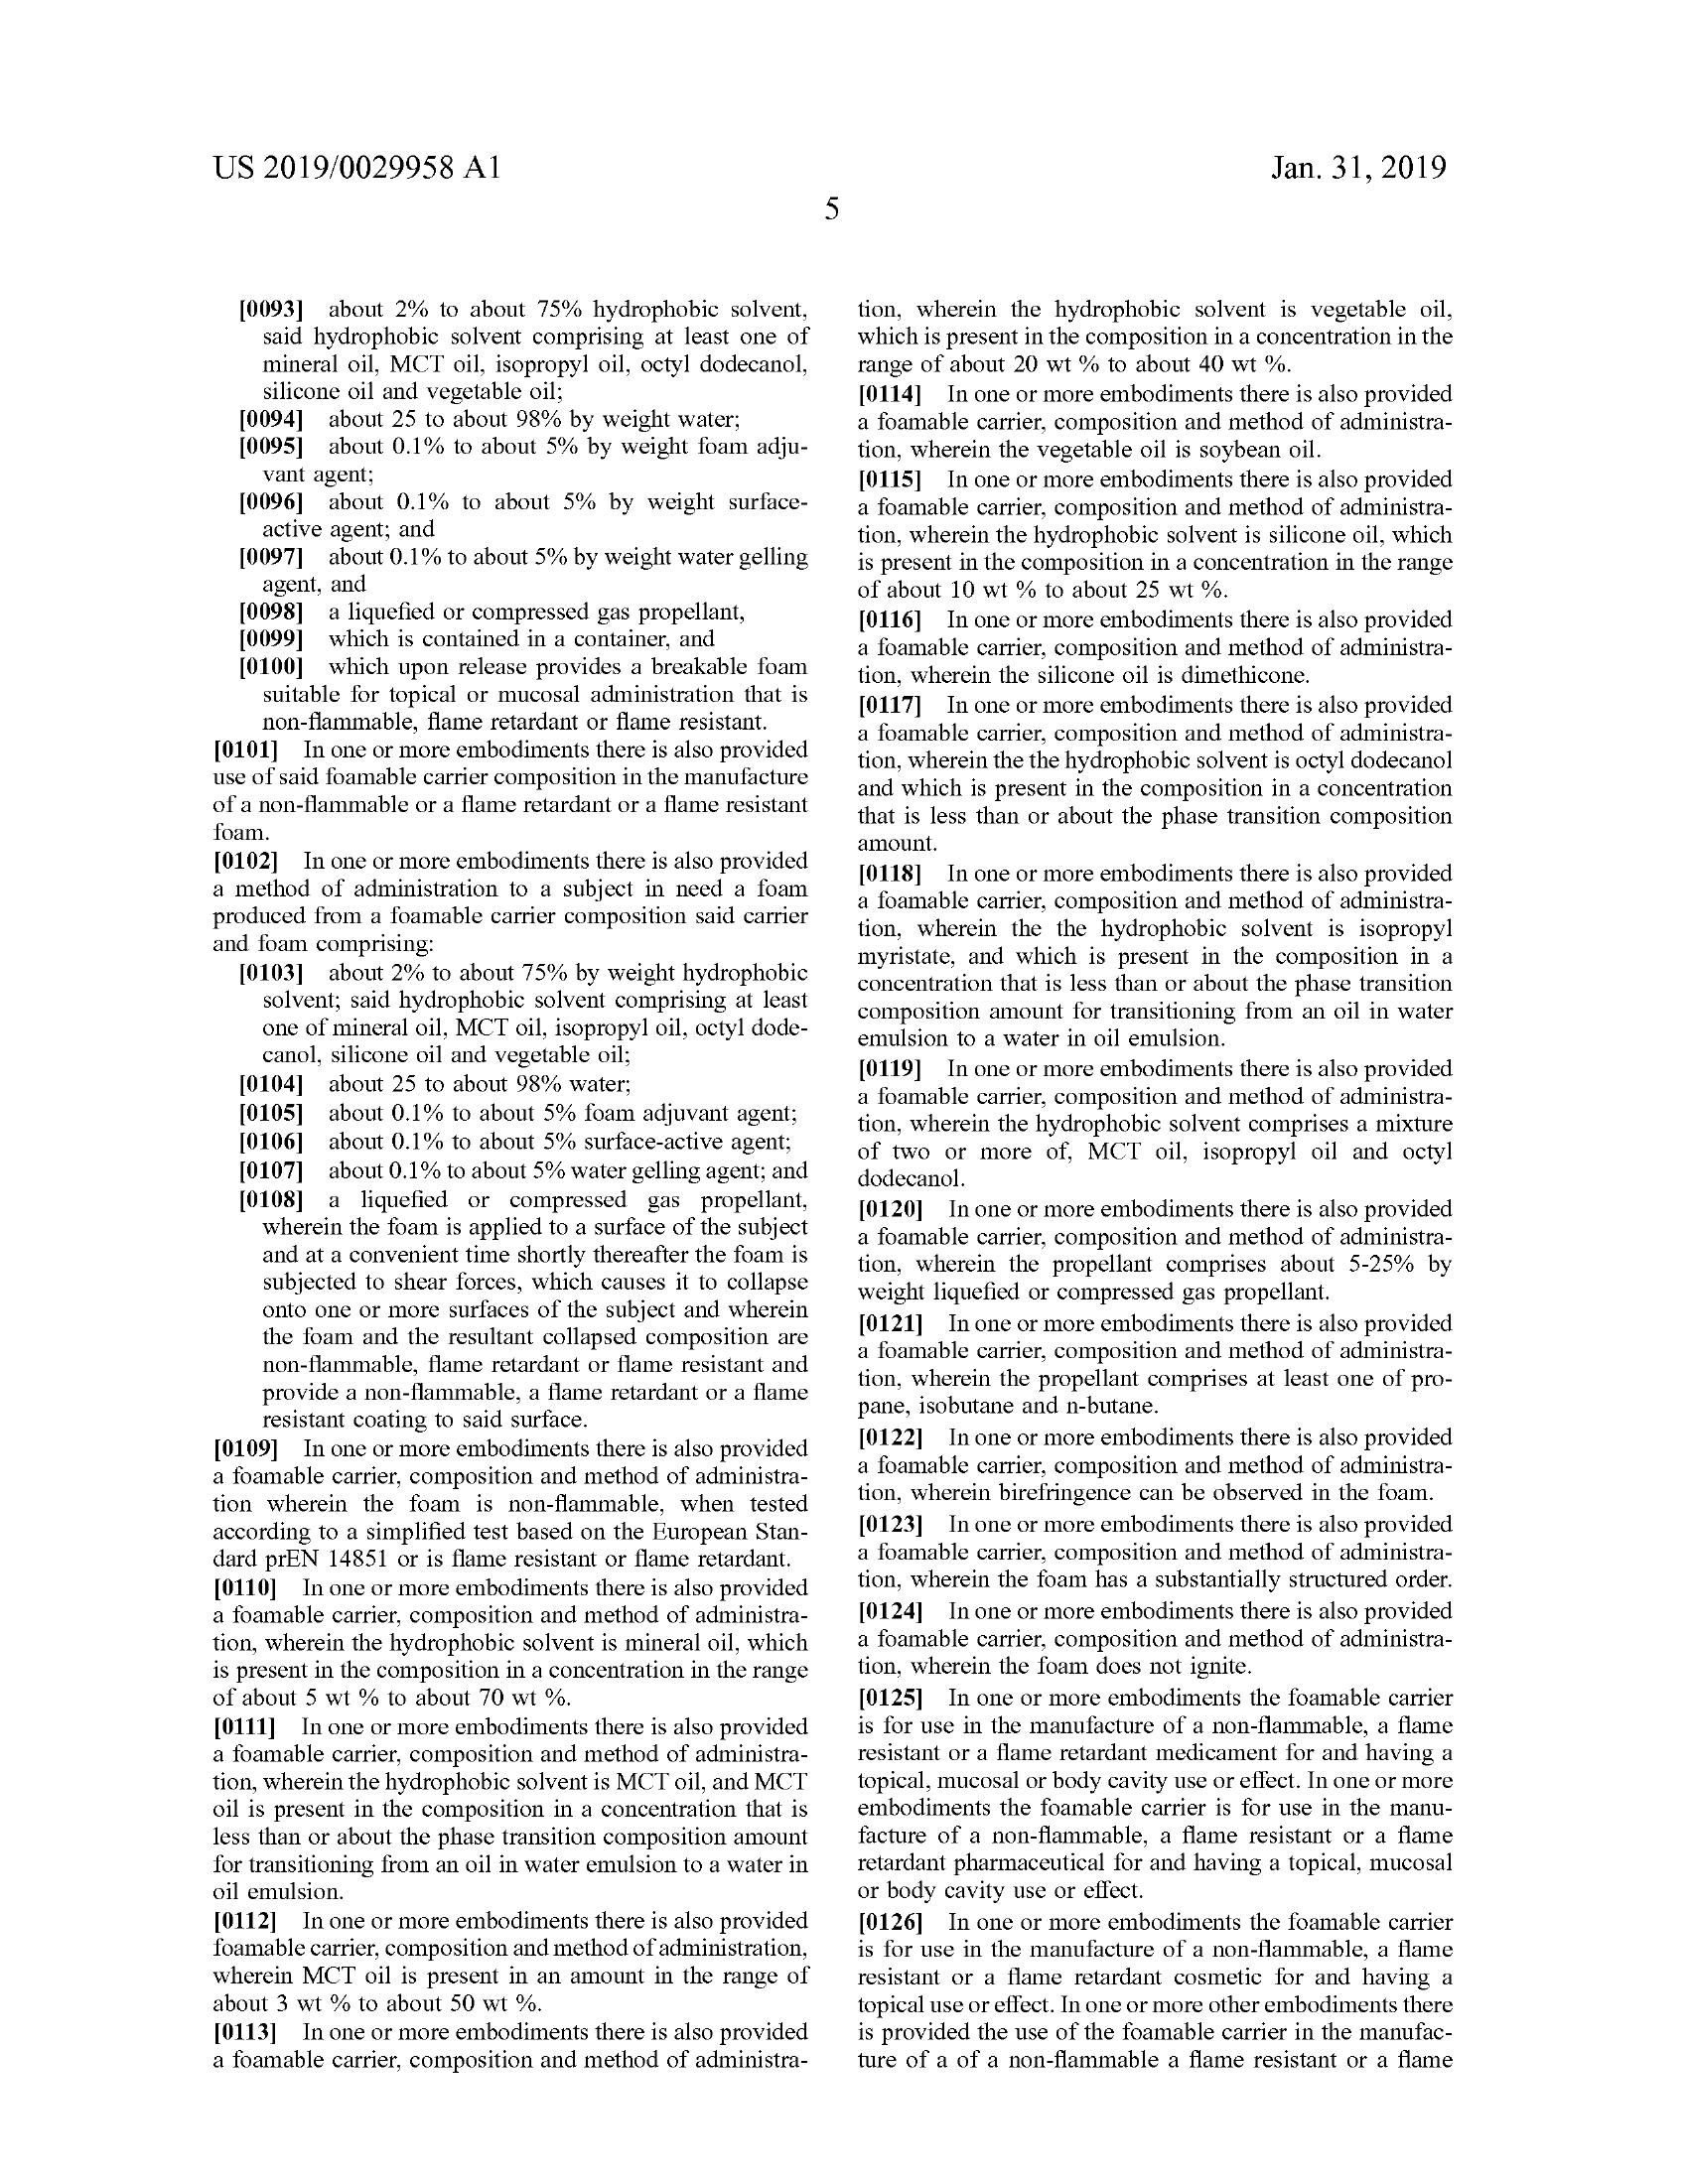 US 2019/0029958 A1
Jan. 31, 2019
5
[0093] about 2% to about 75% hydrophobic solvent,
said hydrophobic solvent comprising at least one of
mineral oil, MCT oil, isopropyl oil, octyl dodecanol,
silicone oil and vegetable oil;
[0094] about 25 to about 98% by weight water;
[0095] about 0.1% to about 5% by weight foam adju-
vant agent;
[0096] about 0.1% to about 5% by weight surface-
active agent; and
[0097] about 0.1% to about 5% by weight water gelling
agent, and
[0098] a liquefied or compressed gas propellant,
[0099] which is contained in a container, and
[0100] which upon release provides a breakable foam
suitable for topical or mucosal administration that is
non-flammable, flame retardant or flame resistant.
[0101] In one or more embodiments there is also provided
use of said foamable carrier composition in the manufacture
of a non-flammable or a flame retardant or a flame resistant
foam.
[0102] In one or more embodiments there is also provided
a method of administration to a subject in need a foam
produced from a foamable carrier composition said carrier
and foam comprising:
[0103] about 2% to about 75% by weight hydrophobic
solvent; said hydrophobic solvent comprising at least
one of mineral oil, MCT oil, isopropyl oil, octyl dode-
canol, silicone oil and vegetable oil;
[0104] about 25 to about 98% water;
[0105] about 0.1% to about 5% foam adjuvant agent;
[0106] about 0.1% to about 5% surface-active agent;
[0107] about 0.1% to about 5% water gelling agent; and
[0108] a liquefied or compressed gas propellant,
wherein the foam is applied to a surface of the subject
and at a convenient time shortly thereafter the foam is
subjected to shear forces, which causes it to collapse
onto one or more surfaces of the subject and wherein
the foam and the resultant collapsed composition are
non-flammable, flame retardant or flame resistant and
provide a non-flammable, a flame retardant or a flame
resistant coating to said surface.
[0109] In one or more embodiments there is also provided
a foamable carrier, composition and method of administra-
tion wherein the foam is non-flammable, when tested
according to a simplified test based on the European Stan-
dard prEN 14851 or is flame resistant or flame retardant.
[0110] In one or more embodiments there is also provided
a foamable carrier, composition and method of administra-
tion, wherein the hydrophobic solvent is mineral oil, which
is present in the composition in a concentration in the range
of about 5 wt % to about 70 wt %.
[0111] In one or more embodiments there is also provided
a foamable carrier, composition and method of administra-
tion, wherein the hydrophobic solvent is MCT oil, and MCT
oil is present in the composition in a concentration that is
less than or about the phase transition composition amount
for transitioning from an oil in water emulsion to a water in
oil emulsion.
[0112] In one or more embodiments there is also provided
foamable carrier, composition and method of administration,
wherein MCT oil is present in an amount in the range of
about 3 wt % to about 50 wt %.
[0113] In one or more embodiments there is also provided
a foamable carrier, composition and method of administra-
tion, wherein the hydrophobic solvent is vegetable oil,
which is present in the composition in a concentration in the
range of about 20 wt % to about 40 wt %.
[0114] In one or more embodiments there is also provided
a foamable carrier, composition and method of administra-
tion, wherein the vegetable oil is soybean oil.
[0115] In one or more embodiments there is also provided
a foamable carrier, composition and method of administra-
tion, wherein the hydrophobic solvent is silicone oil, which
is present in the composition in a concentration in the range
of about 10 wt % to about 25 wt %.
[0116] In one or more embodiments there is also provided
a foamable carrier, composition and method of administra-
tion, wherein the silicone oil is dimethicone.
[0117] In one or more embodiments there is also provided
a foamable carrier, composition and method of administra-
tion, wherein the the hydrophobic solvent is octyl dodecanol
and which is present in the composition in a concentration
that is less than or about the phase transition composition
amount.
[0118] In one or more embodiments there is also provided
a foamable carrier, composition and method of administra-
tion, wherein the the hydrophobic solvent is isopropyl
myristate, and which is present in the composition in a
concentration that is less than or about the phase transition
composition amount for transitioning from an oil in water
emulsion to a water in oil emulsion.
[0119] In one or more embodiments there is also provided
a foamable carrier, composition and method of administra-
tion, wherein the hydrophobic solvent comprises a mixture
of two or more of, MCT oil, isopropyl oil and octyl
dodecanol.
[0120] In one or more embodiments there is also provided
a foamable carrier, composition and method of administra-
tion, wherein the propellant comprises about 5-25% by
weight liquefied or compressed gas propellant.
[0121] In one or more embodiments there is also provided
a foamable carrier, composition and method of administra-
tion, wherein the propellant comprises at least one of pro-
pane, isobutane and n-butane.
[0122] In one or more embodiments there is also provided
a foamable carrier, composition and method of administra-
tion, wherein birefringence can be observed in the foam.
[0123] In one or more embodiments there is also provided
a foamable carrier, composition and method of administra-
tion, wherein the foam has a substantially structured order.
[0124] In one or more embodiments there is also provided
a foamable carrier, composition and method of administra-
tion, wherein the foam does not ignite.
[0125] In one or more embodiments the foamable carrier
is for use in the manufacture of a non-flammable, a flame
resistant or a flame retardant medicament for and having a
topical, mucosal or body cavity use or effect. In one or more
embodiments the foamable carrier is for use in the manu-
facture of a non-flammable, a flame resistant or a flame
retardant pharmaceutical for and having a topical, mucosal
or body cavity use or effect.
[0126] In one or more embodiments the foamable carrier
is for use in the manufacture of a non-flammable, a flame
resistant or a flame retardant cosmetic for and having a
topical use or effect. In one or more other embodiments there
is provided the use of the foamable carrier in the manufac-
ture of a of a non-flammable a flame resistant or a flame